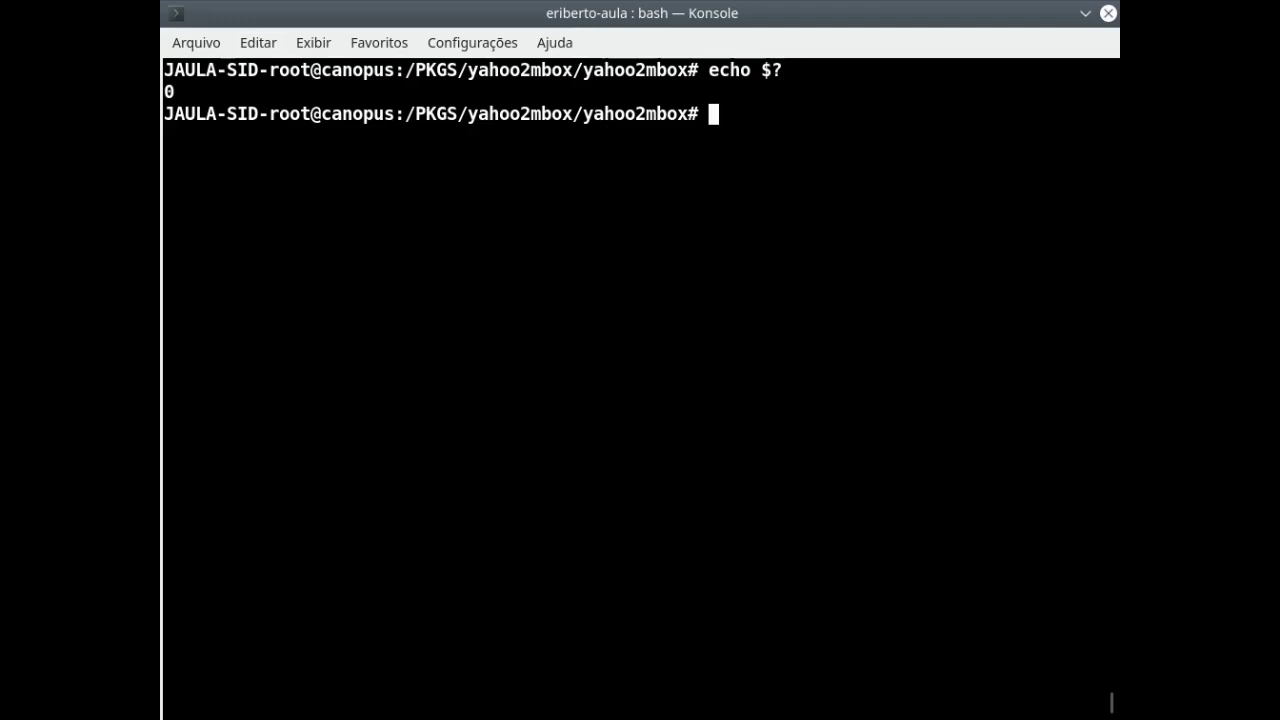 eriberto-aula : bash — Konsole
Arquivo Editar Exibir Favoritos Configurações Ajuda
JAULA-SID-root@canopus:/PKGS/yahoo2mbox/yahoo2mbox# echo $?
0
JAULA-SID-root@canopus:/PKGS/yahoo2mbox/yahoo2mbox#